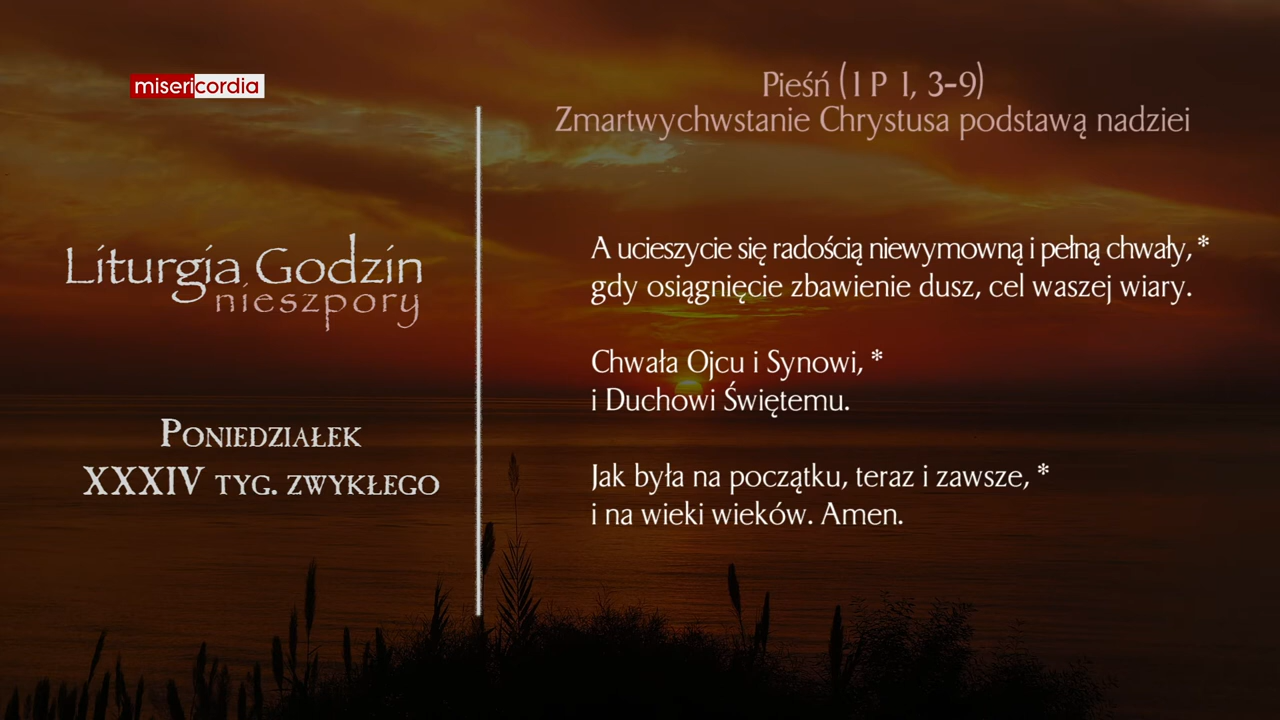 misericordia
Liturgia Godzin
nieszpory
Poniedziałek
XXXIV tyg. zwykłego
Pieśń (1 P 1, 3-9)
Zmartwychwstanie Chrystusa podstawą nadziei
A ucieszycie się radością niewymowną i pełną chwały, *
gdy osiągnięcie zbawienie dusz, cel waszej wiary.
Chwała Ojcu i Synowi, *
i Duchowi Świętemu.
Jak była na początku, teraz i zawsze, *
i na wieki wieków. Amen.